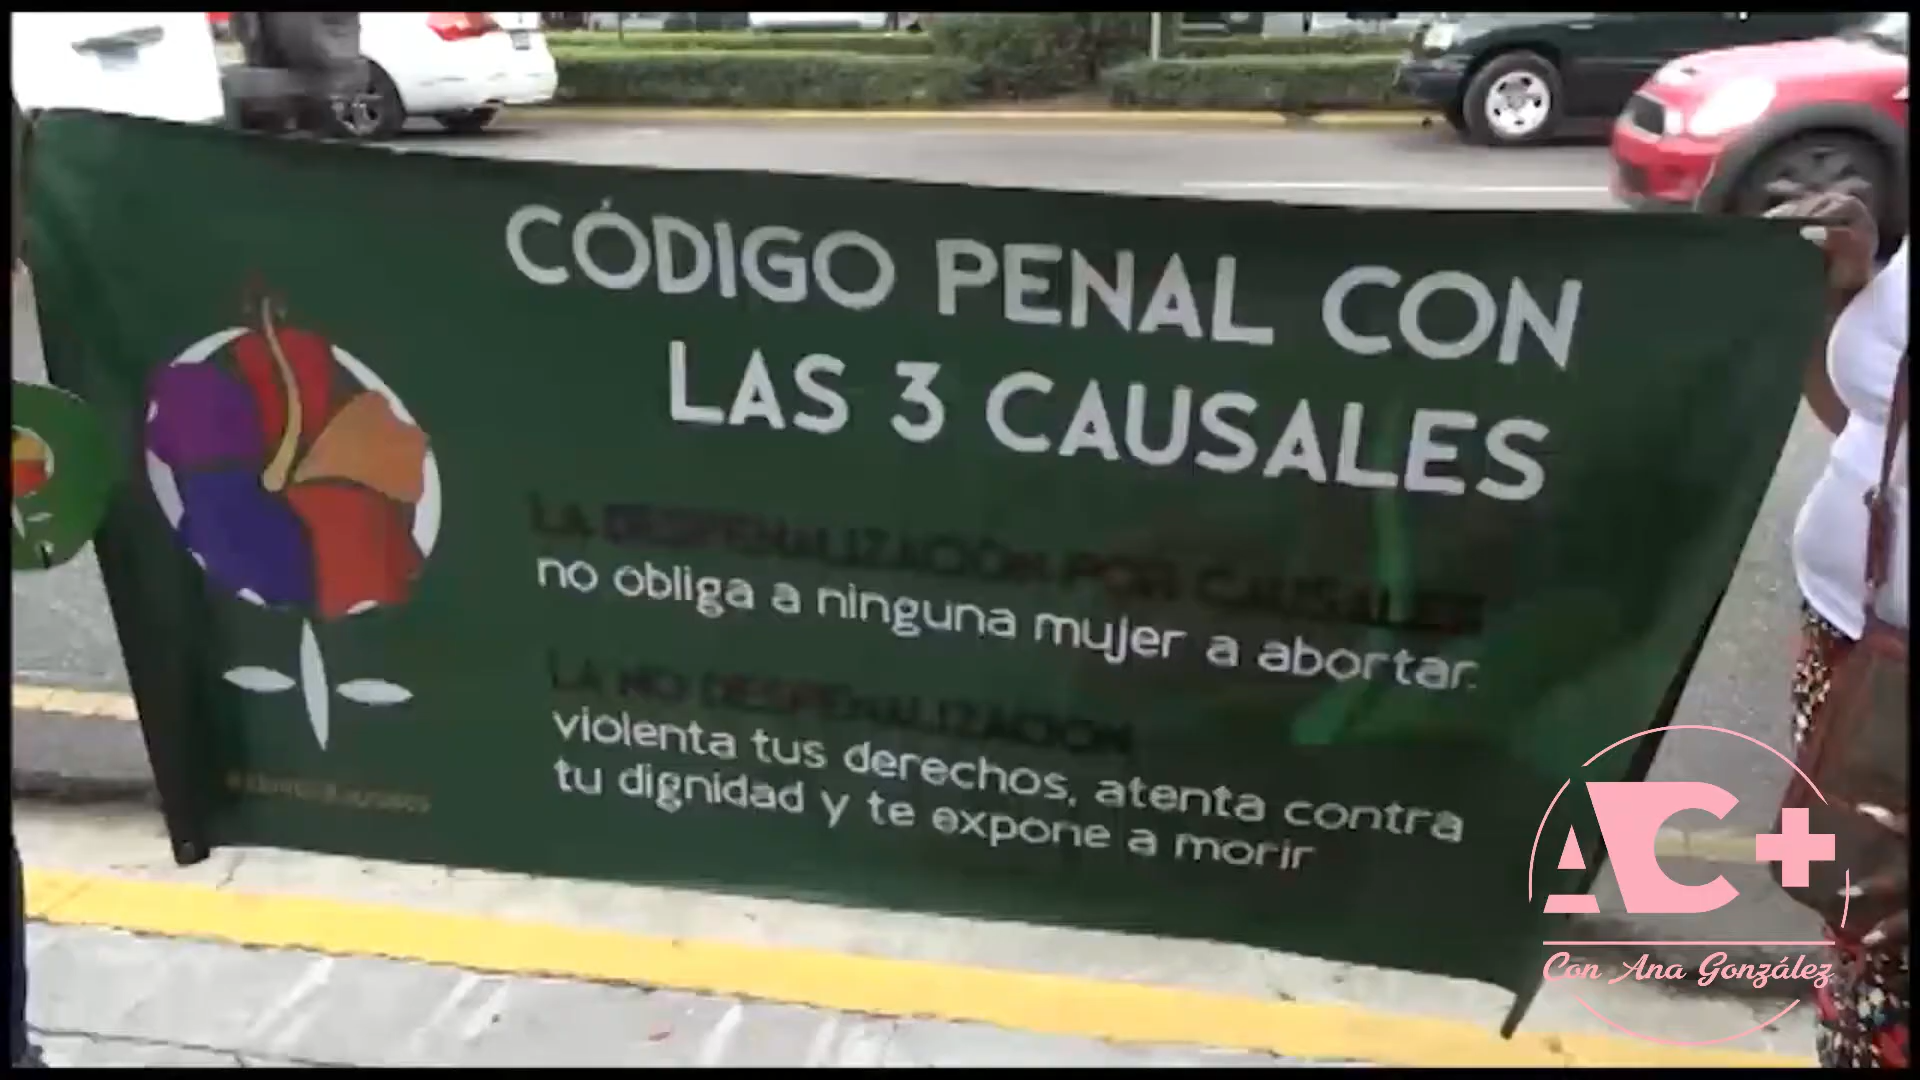 CÓDIGO PENAL CON
LAS 3 CAUSALES
LA DESPENALIZACIÓN POR CAUSALES
no obliga a ninguna mujer a abortar.
LA NO DESPENALIZACIÓN
violenta tus derechos, atenta contra
tu dignidad y te expone a morir
AC+
Con Ana González